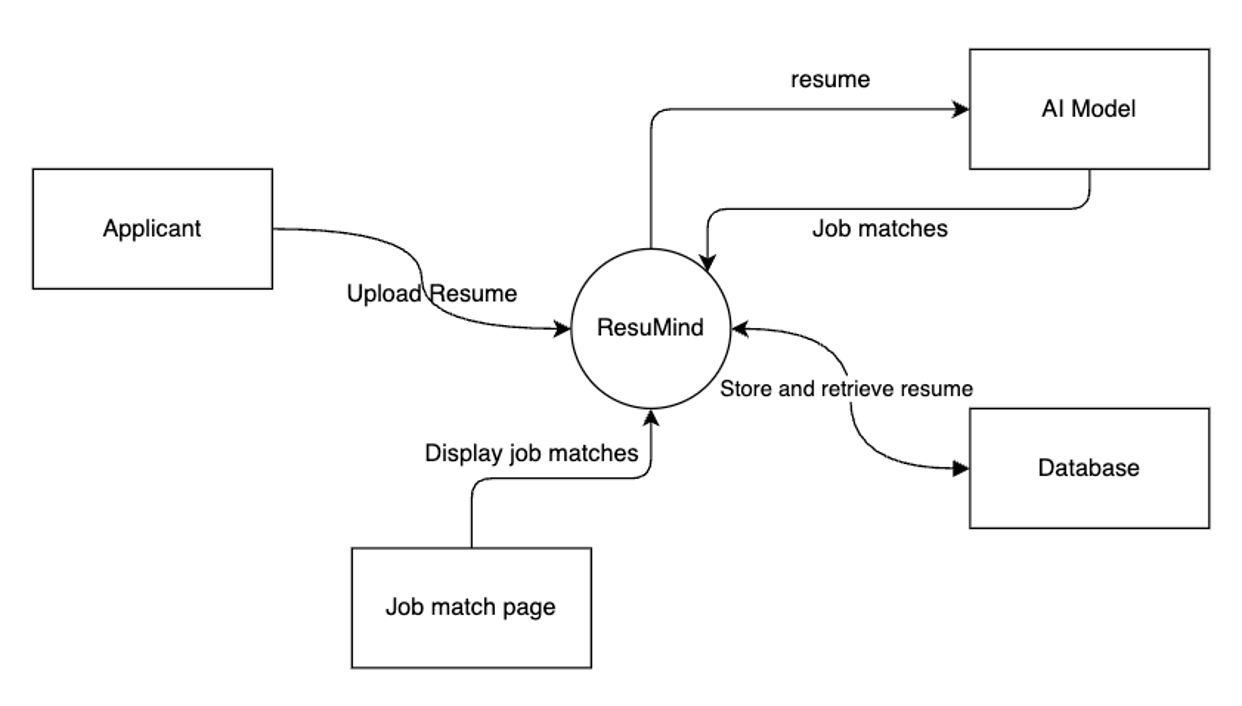 resume
AI Model
Applicant
Job matches
Upload Resume
ResuMind
Store and retrieve resume
Display job matches
Database
Job match page